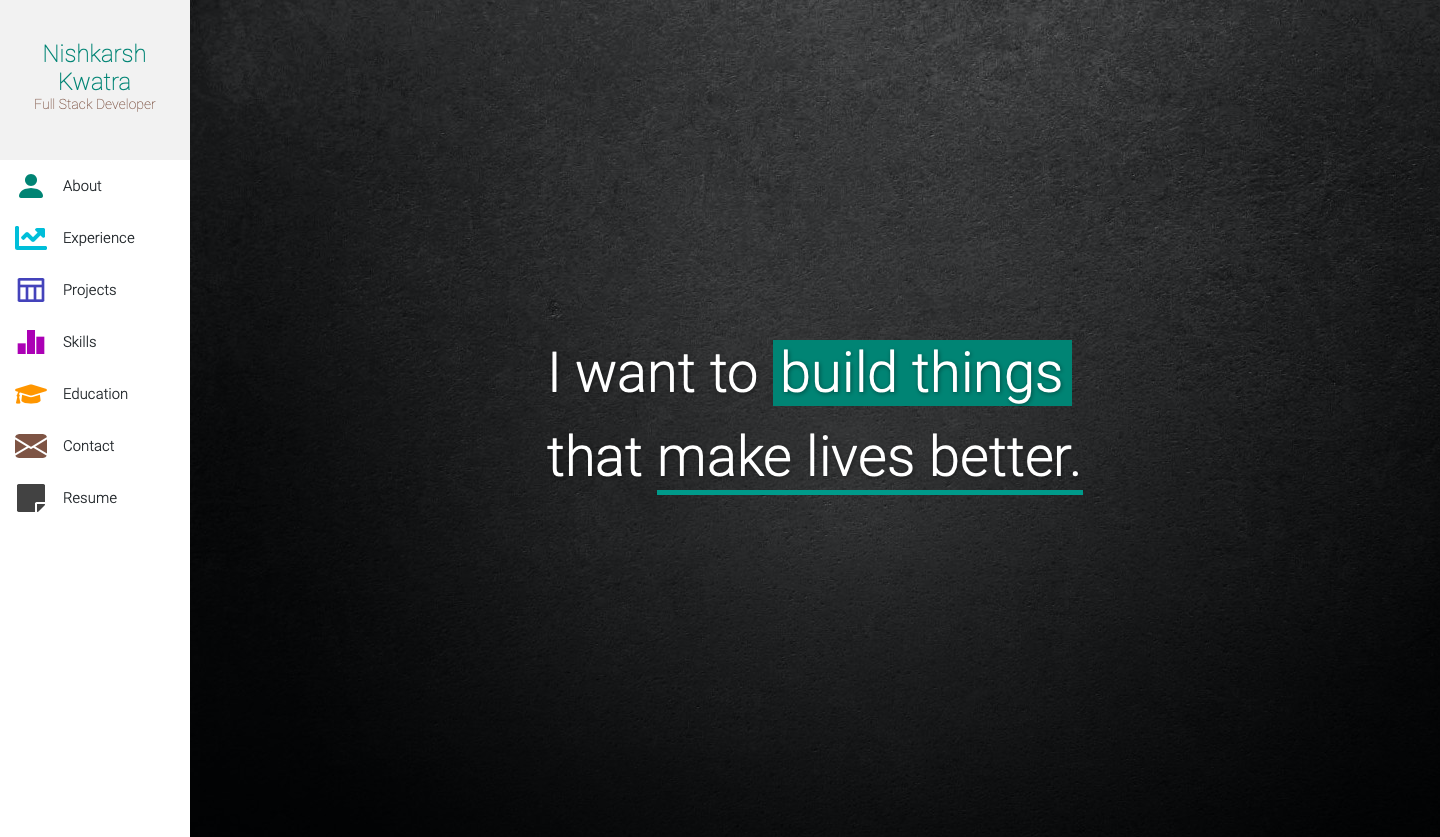 Nishkarsh
Kwatra
Full Stack Developer
About
Experience
Projects
Skills
Education
Contact
Resume
I want to build things
that make lives better.